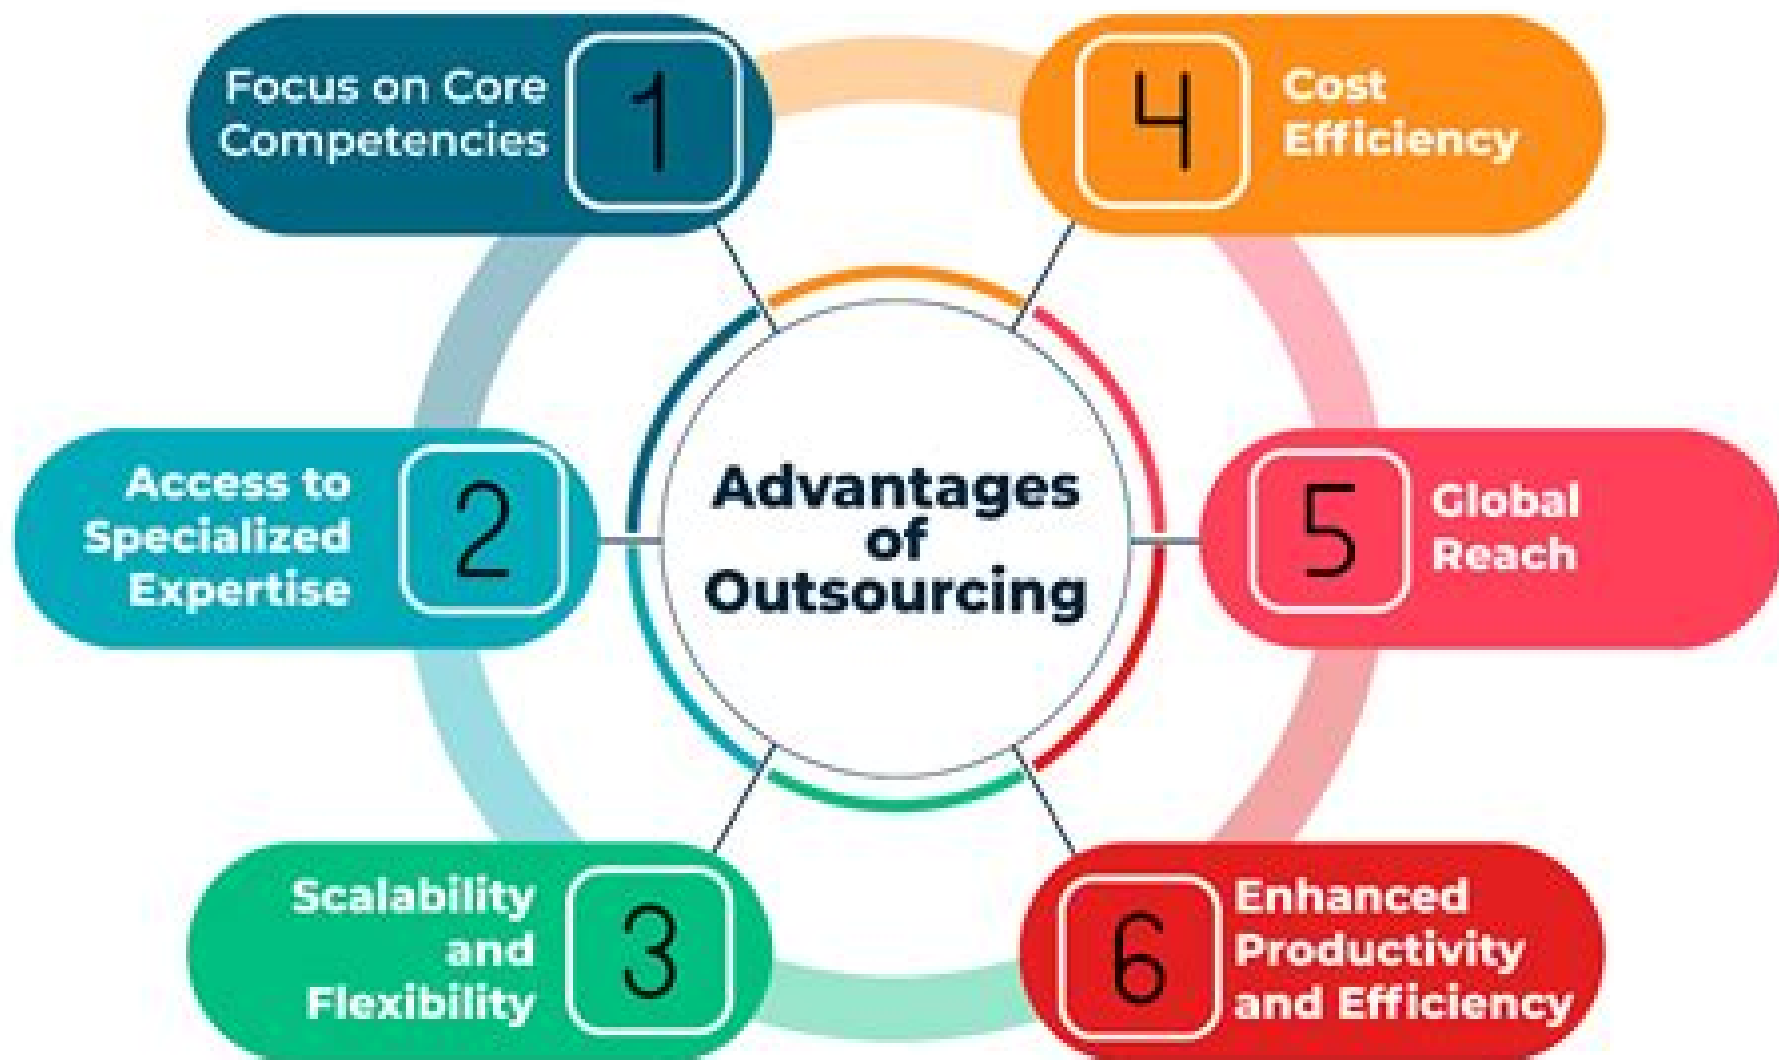 Focus on Core
Competencies
1
4
Cost
Efficiency
Access to
Specialized
Expertise
2
Advantages
of
Outsourcing
5
Global
Reach
Scalability
and
Flexibility
3
6
Enhanced
Productivity
and Efficiency